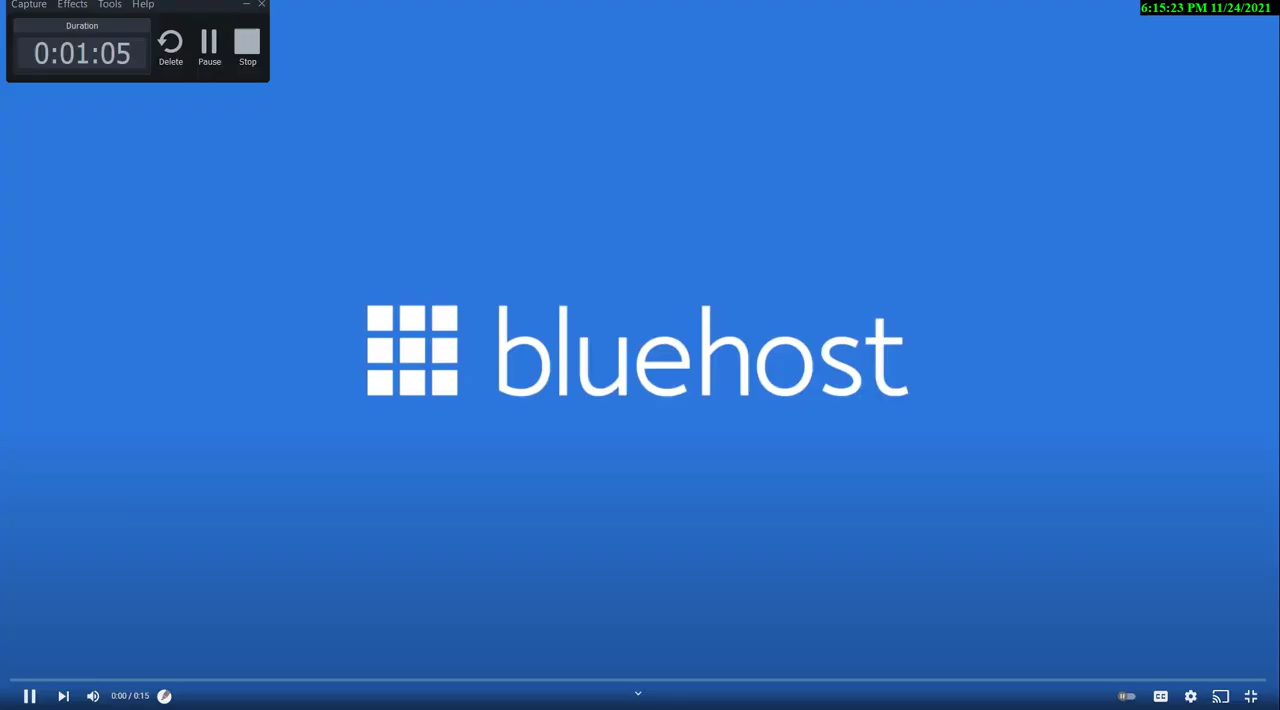 Capture Effects Tools Help
6:15:23 PM 11/24/2021
Duration
0:01:05
Delete
Pause
Stop
bluehost
0:00 / 0:15
CC